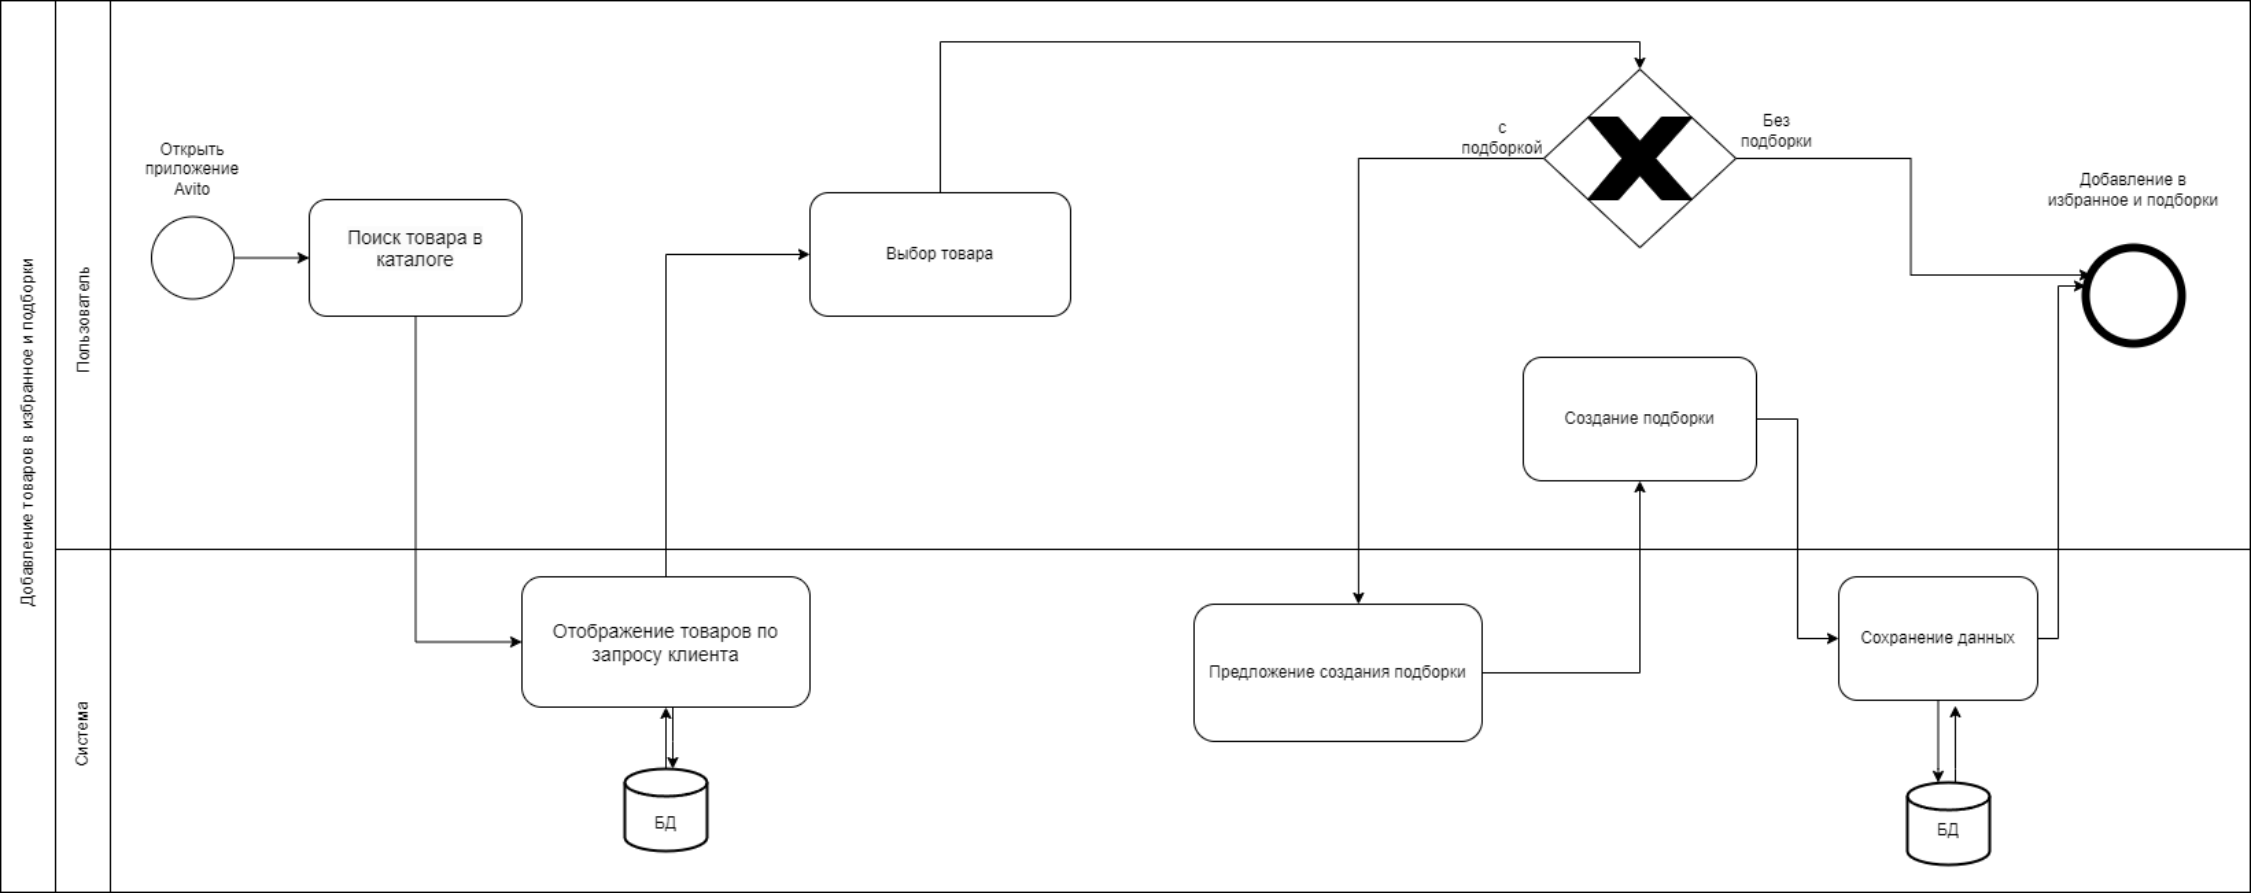 Добавление товаров в избранное и подборки
Пользователь
Открыть
приложение
Avito
Поиск товара в
каталоге
Выбор товара
с
подборкой
Без
подборки
Добавление в
избранное и подборки
Создание подборки
Система
Отображение товаров по
запросу клиента
БД
Предложение создания подборки
Сохранение данных
БД